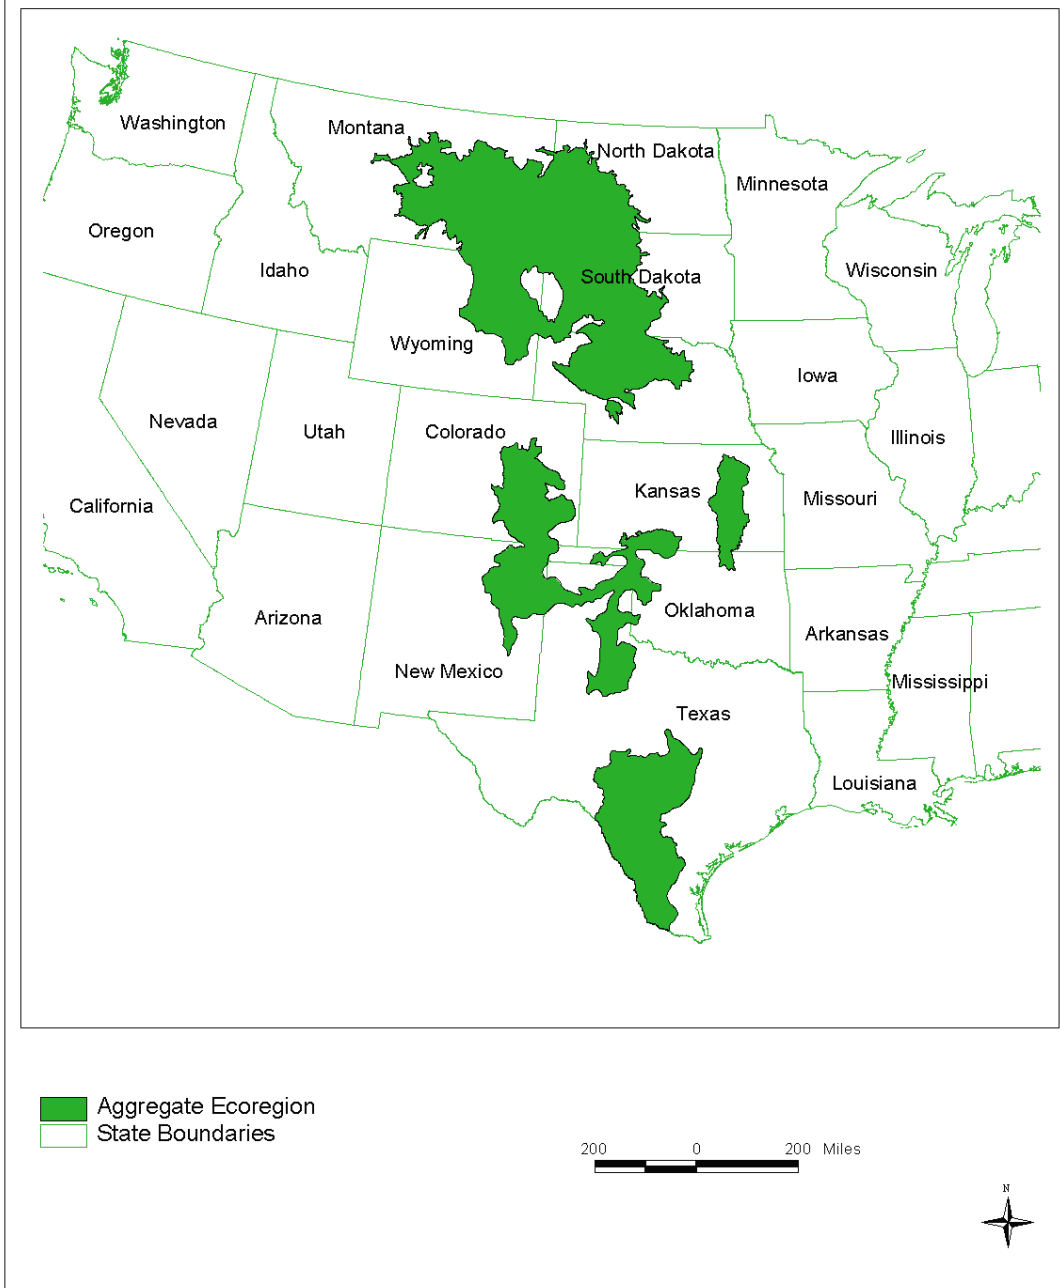 Washington
Montana
North Dakota
Minnesota
Oregon
Idaho
South Dakota
Wisconsin
Wyoming
Iowa
Nevada
Utah
Colorado
Illinois
California
Kansas
Missouri
Arizona
Oklahoma
Arkansas
New Mexico
Mississippi
Texas
Louisiana
Aggregate Ecoregion
State Boundaries
200 0 200 Miles
N